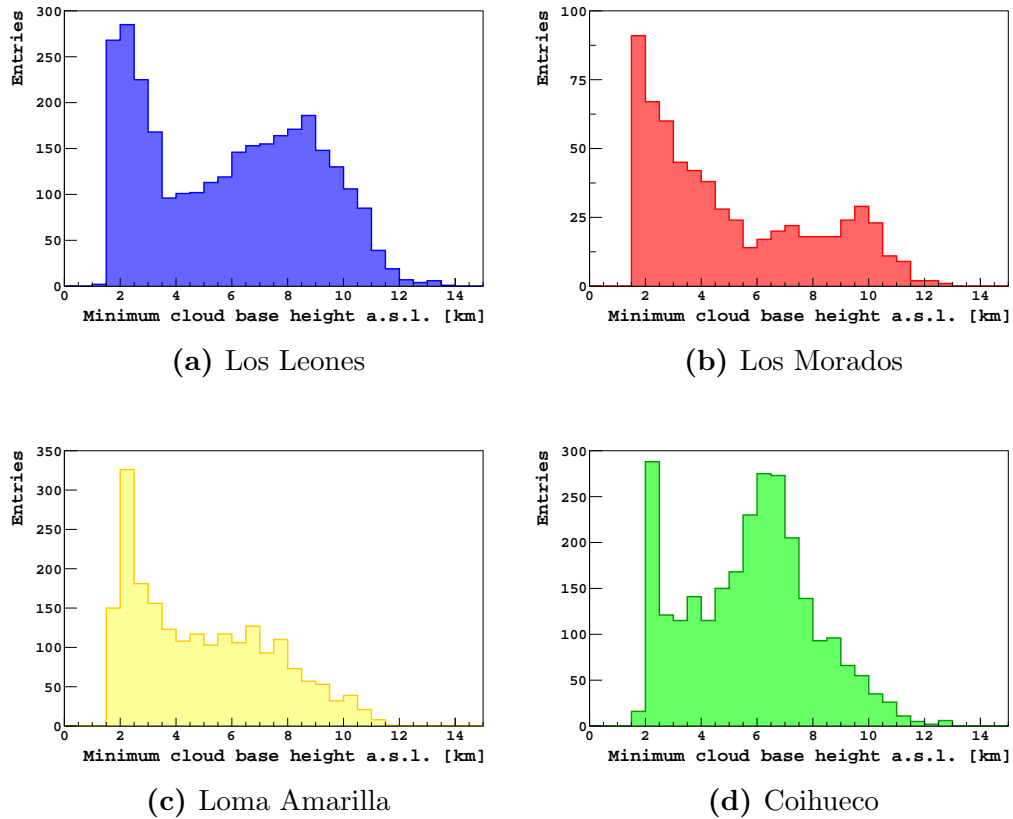 Entries
300
250
200
150
100
50
0
0 2 4 6 8 10 12 14
Minimum cloud base height a.s.l. [km]
(a) Los Leones
Entries
100
75
50
25
0
0 2 4 6 8 10 12 14
Minimum cloud base height a.s.l. [km]
(b) Los Morados
Entries
350
300
250
200
150
100
50
0
0 2 4 6 8 10 12 14
Minimum cloud base height a.s.l. [km]
(c) Loma Amarilla
Entries
300
250
200
150
100
50
0
0 2 4 6 8 10 12 14
Minimum cloud base height a.s.l. [km]
(d) Coihueco